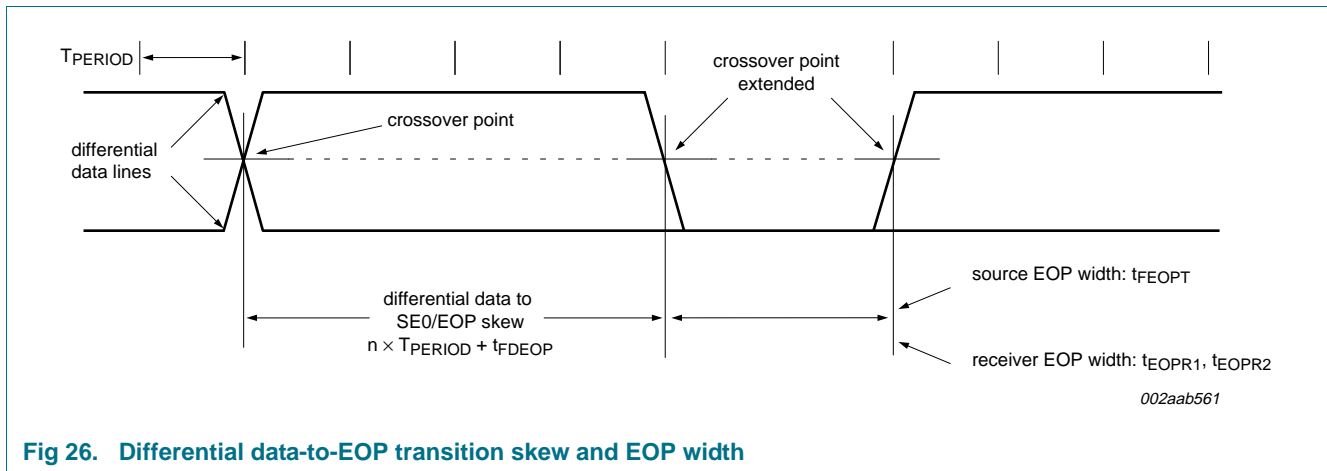 TPERIOD
crossover point
extended
crossover point
differential
data lines
differential data to
SE0/EOP skew
n × TPERIOD + tFDEOP
source EOP width: tFEOPT
receiver EOP width: tEOPR1, tEOPR2
002aab561
Fig 26. Differential data-to-EOP transition skew and EOP width